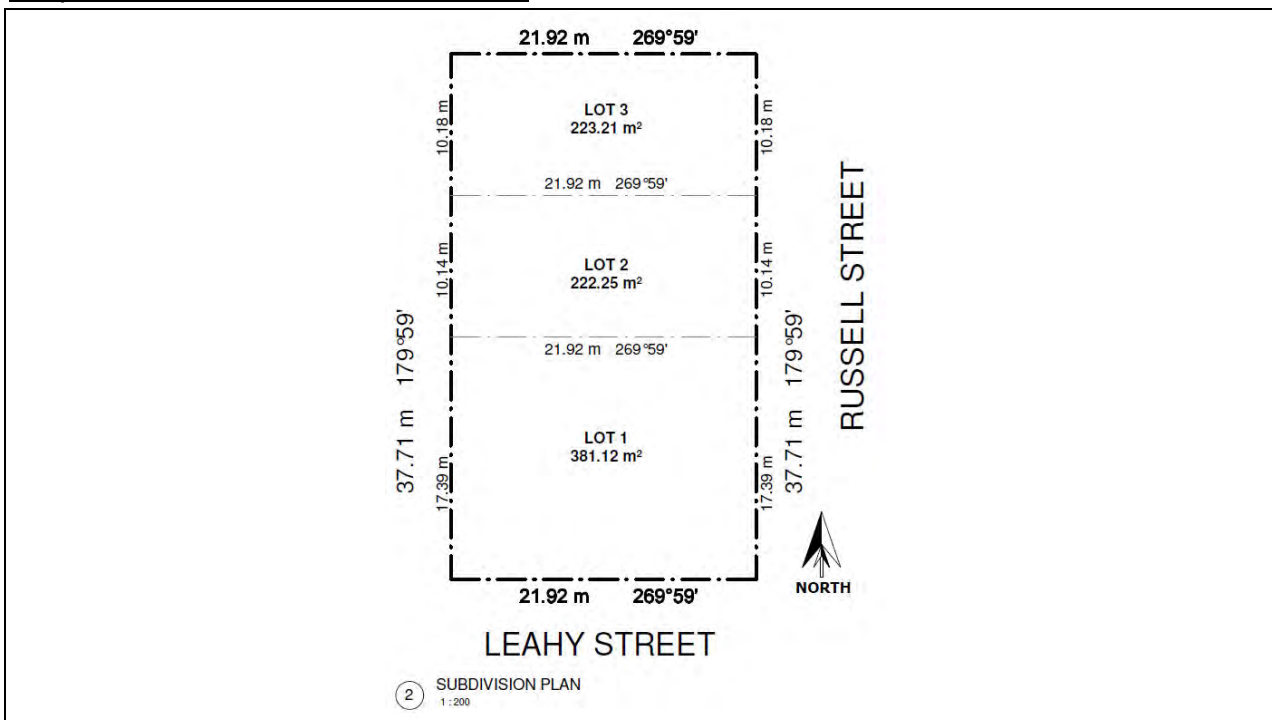 21.92 m 269°59'
LOT 3
223.21 m²
10.18 m
10.18 m
21.92 m 269°59'
RUSSELL STREET
LOT 2
222.25 m²
10.14 m
10.14 m
21.92 m 269°59'
37.71 m 179°59'
37.71 m 179°59'
LOT 1
381.12 m²
17.39 m
17.39 m
NORTH
21.92 m 269°59'
LEAHY STREET
2 SUBDIVISION PLAN
1 : 200